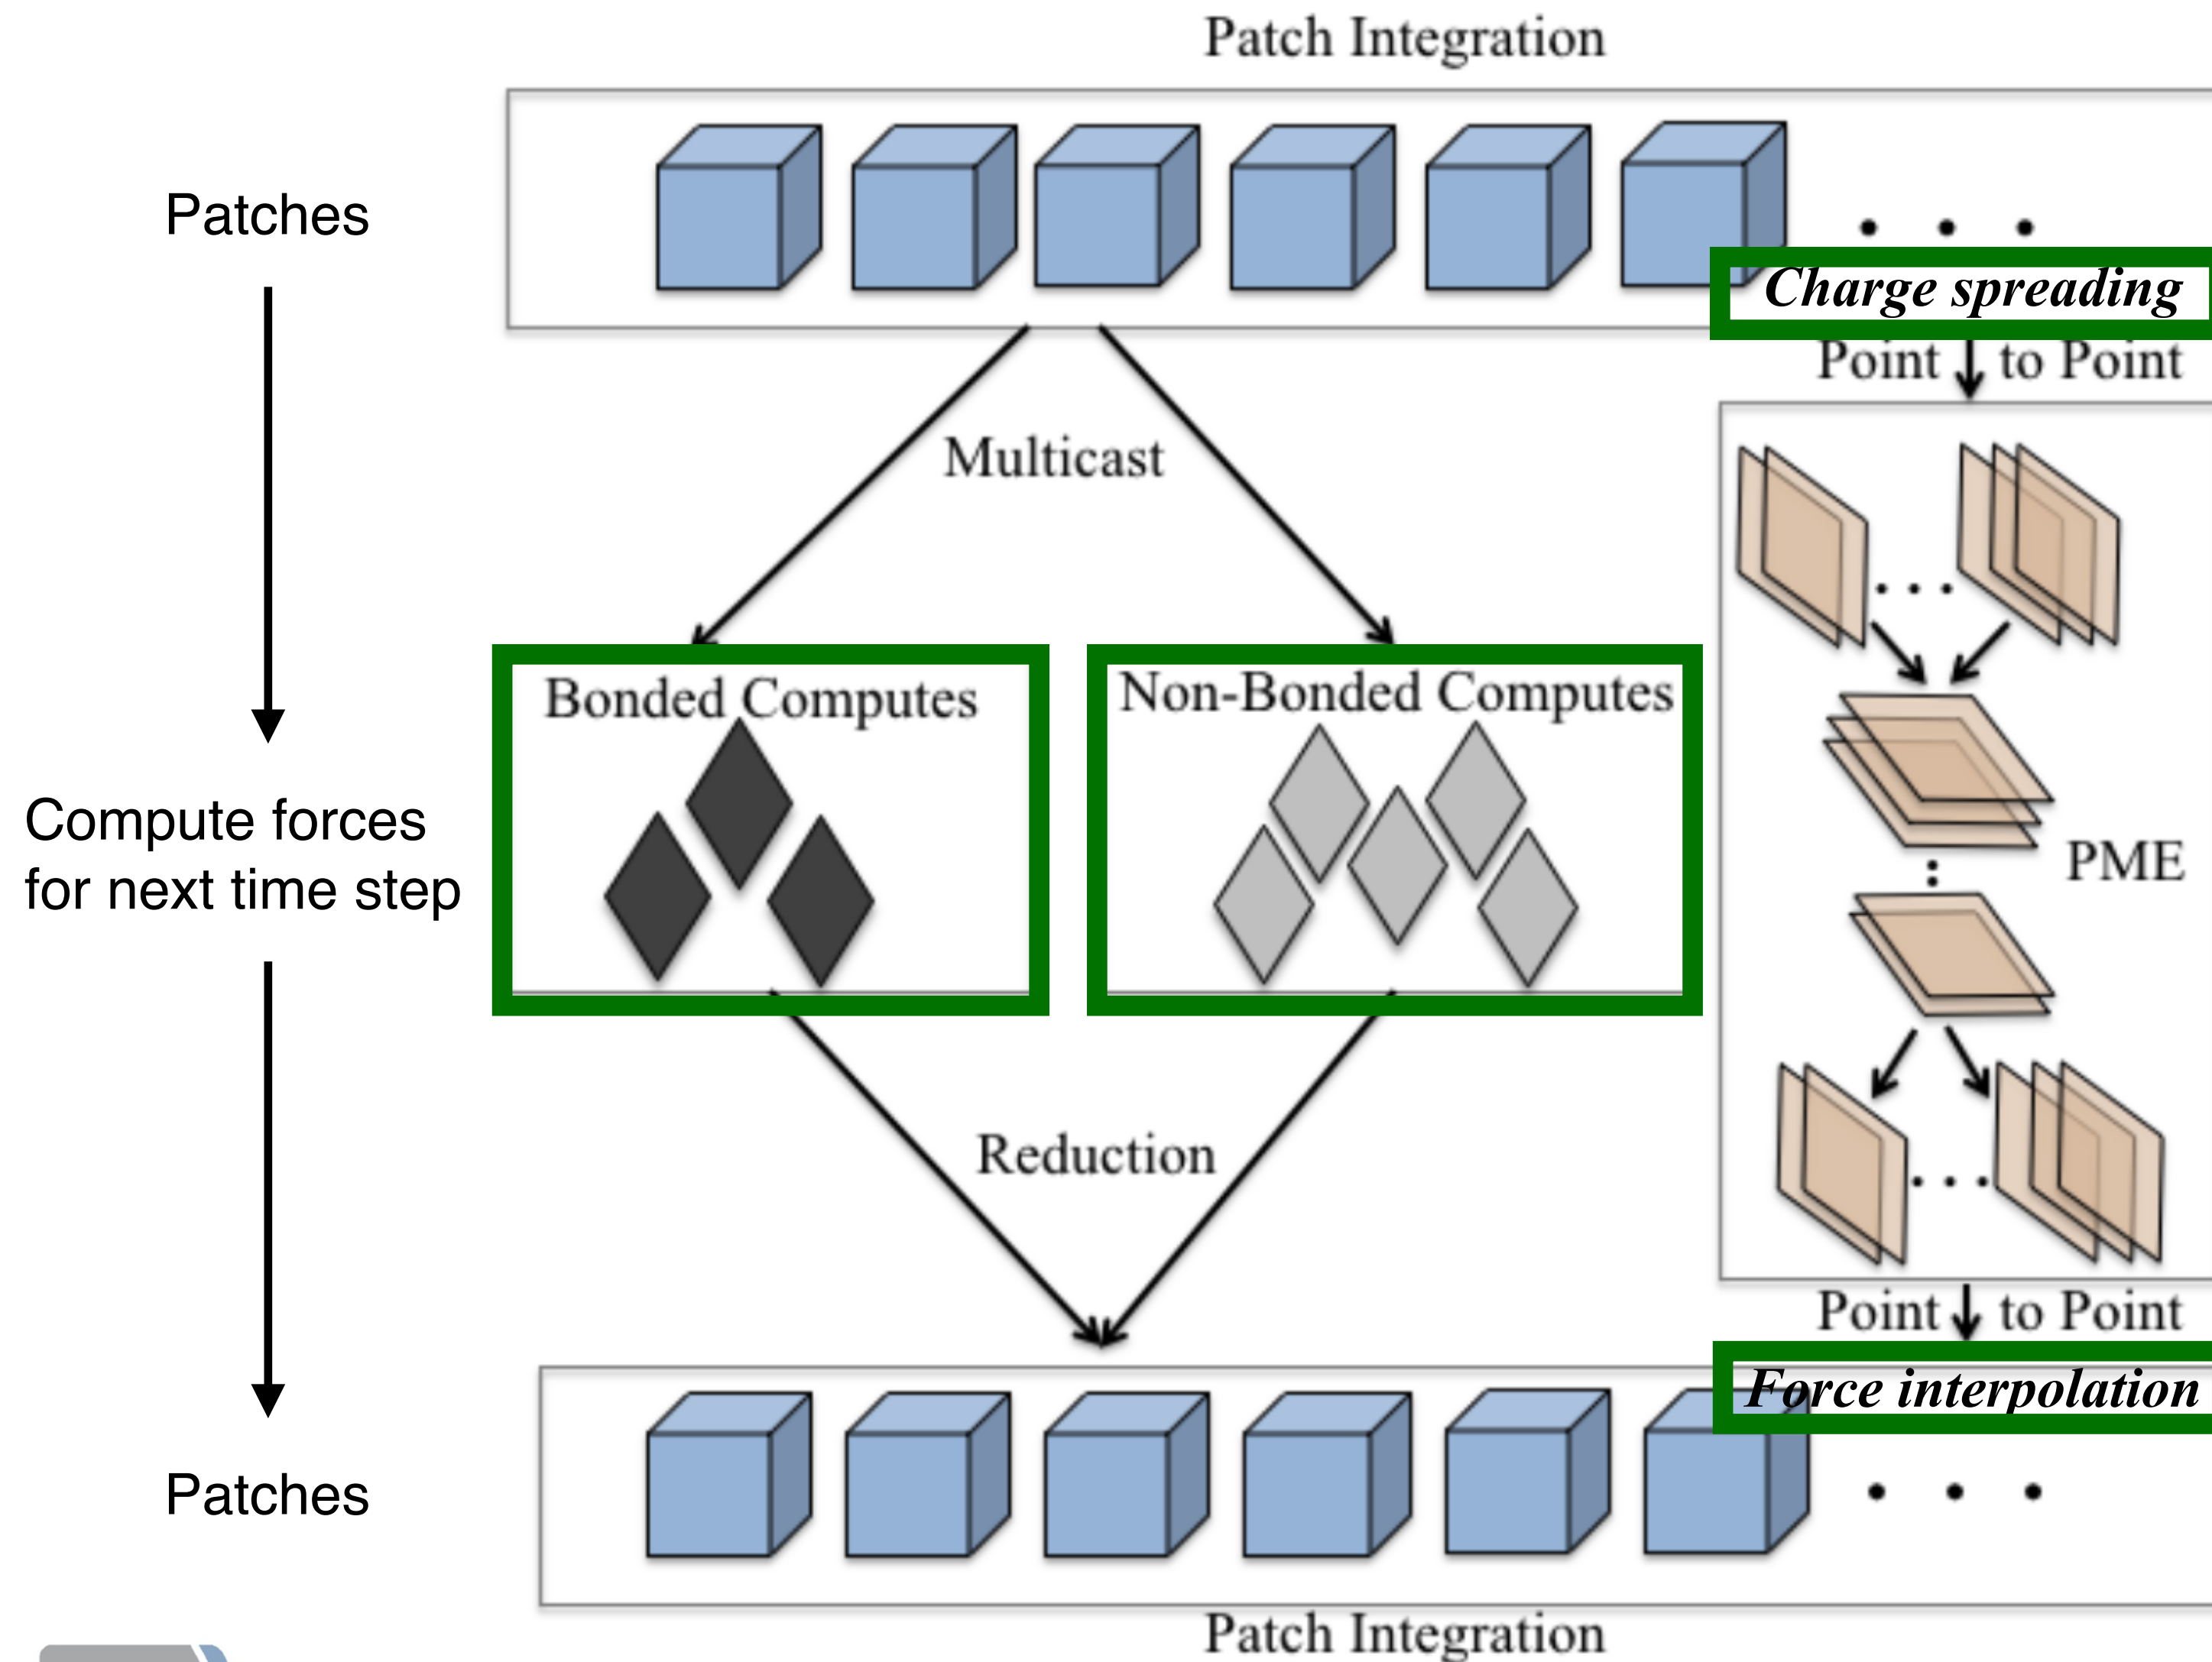 Patch Integration
Patches
Charge spreading
Point to Point
Multicast
Bonded Computes
Non-Bonded Computes
Compute forces
for next time step
PME
Reduction
Point to Point
Force interpolation
Patches
Patch Integration